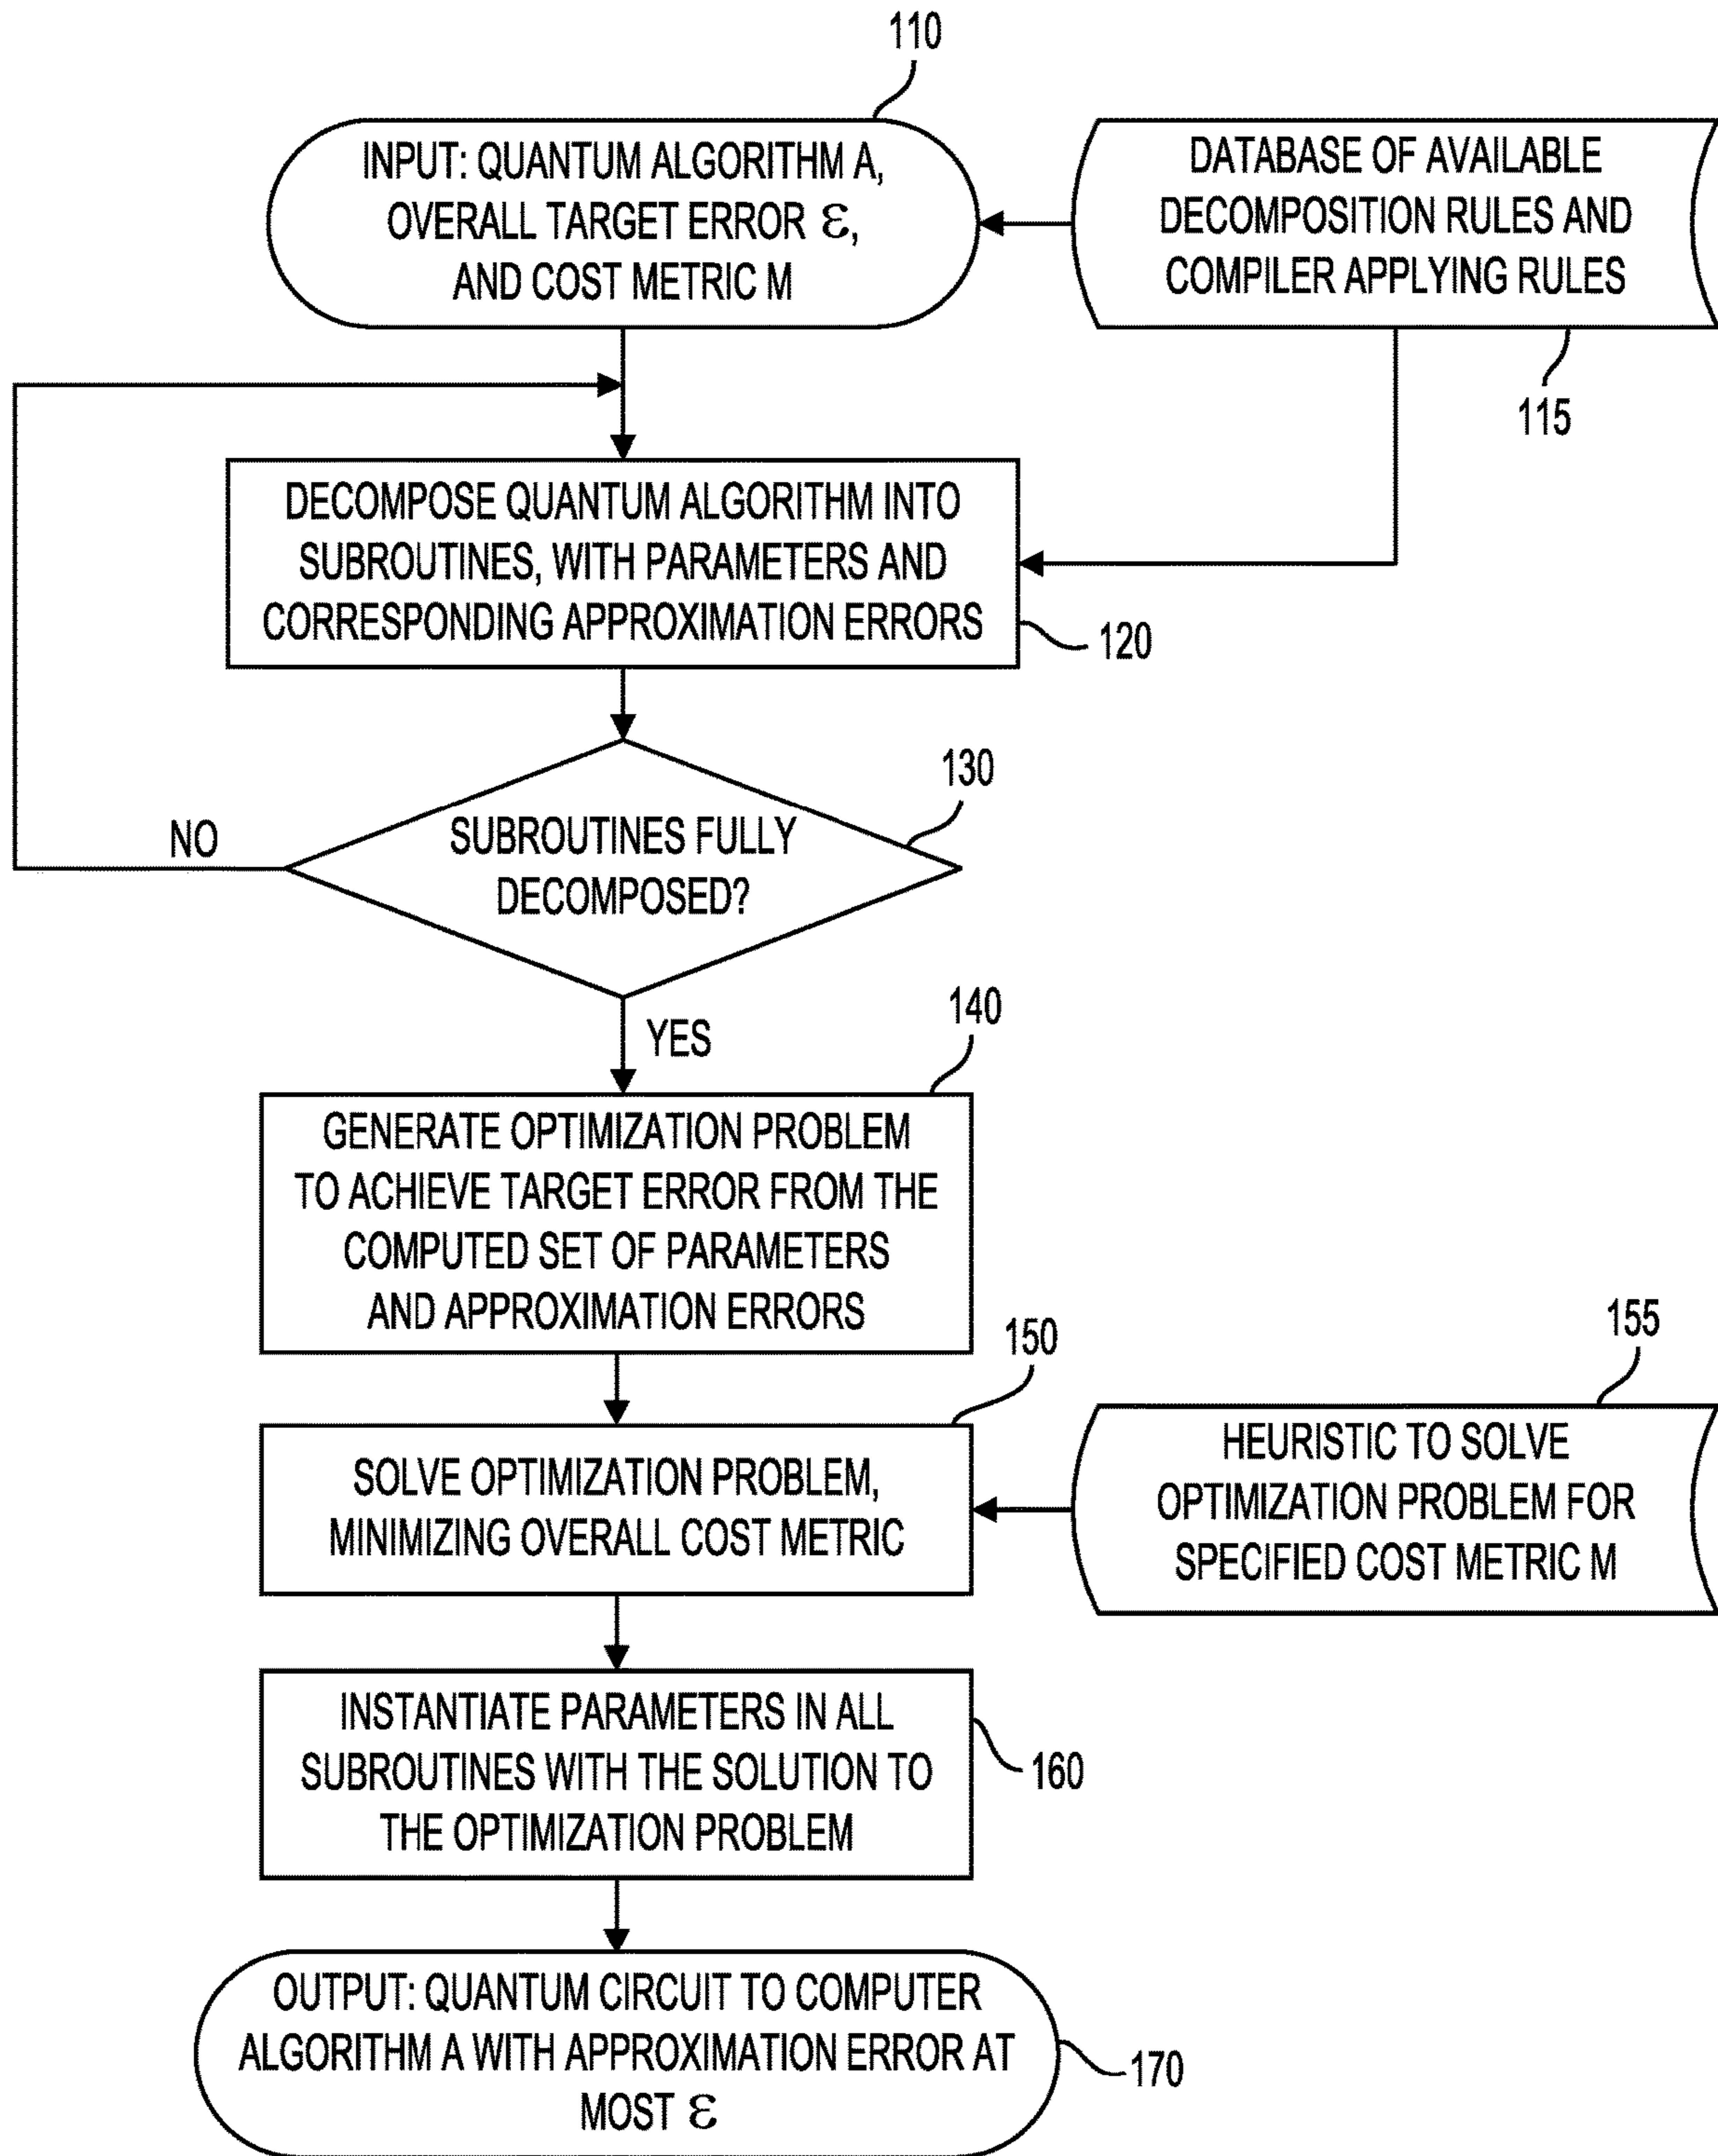 110
INPUT: QUANTUM ALGORITHM A,
OVERALL TARGET ERROR ε,
AND COST METRIC M
DATABASE OF AVAILABLE
DECOMPOSITION RULES AND
COMPILER APPLYING RULES
115
DECOMPOSE QUANTUM ALGORITHM INTO
SUBROUTINES, WITH PARAMETERS AND
CORRESPONDING APPROXIMATION ERRORS
120
130
SUBROUTINES FULLY
DECOMPOSED?
NO
YES
140
GENERATE OPTIMIZATION PROBLEM
TO ACHIEVE TARGET ERROR FROM THE
COMPUTED SET OF PARAMETERS
AND APPROXIMATION ERRORS
150
SOLVE OPTIMIZATION PROBLEM,
MINIMIZING OVERALL COST METRIC
155
HEURISTIC TO SOLVE
OPTIMIZATION PROBLEM FOR
SPECIFIED COST METRIC M
INSTANTIATE PARAMETERS IN ALL
SUBROUTINES WITH THE SOLUTION TO
THE OPTIMIZATION PROBLEM
160
OUTPUT: QUANTUM CIRCUIT TO COMPUTER
ALGORITHM A WITH APPROXIMATION ERROR AT
MOST ε
170